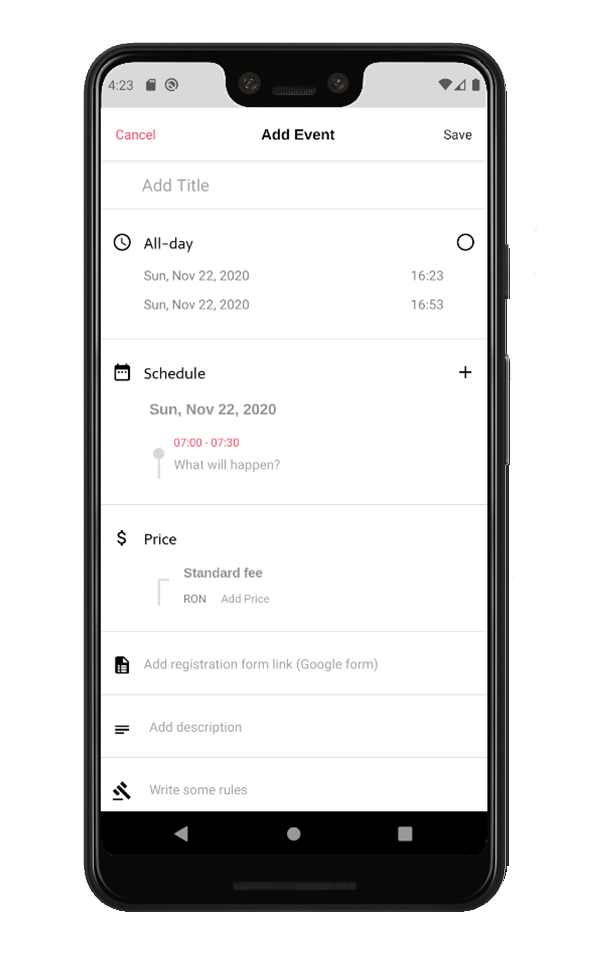 4:23
Cancel Add Event Save
Add Title
All-day
Sun, Nov 22, 2020 16:23
Sun, Nov 22, 2020 16:53
Schedule +
Sun, Nov 22, 2020
07:00 - 07:30
What will happen?
$ Price
Standard fee
RON Add Price
Add registration form link (Google form)
Add description
Write some rules